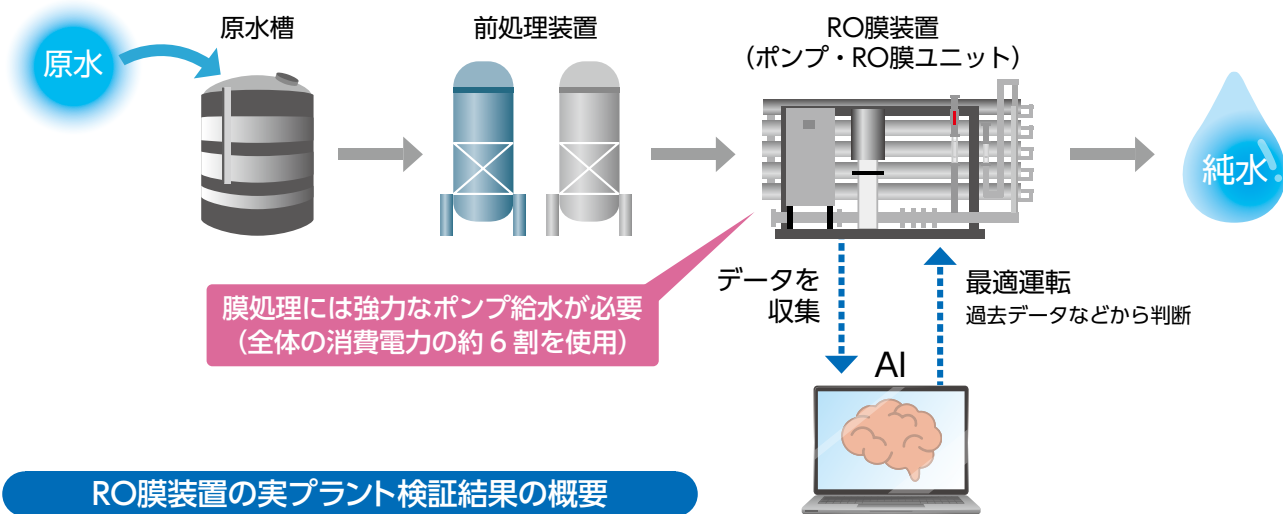 原水
原水槽
前処理装置
RO膜装置
（ポンプ・RO膜ユニット）
純水
膜処理には強力なポンプ給水が必要
（全体の消費電力の約6割を使用）
データを
収集
最適運転
過去データなどから判断
AI
RO膜装置の実プラント検証結果の概要